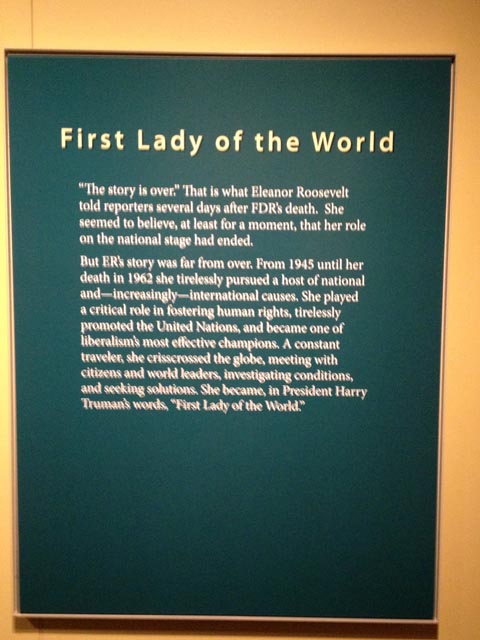 First Lady of the World
"The story is over." That is what Eleanor Roosevelt
told reporters several days after FDR's death. She
seemed to believe, at least for a moment, that her role
on the national stage had ended.
But ER's story was far from over. From 1945 until her
death in 1962 she tirelessly pursued a host of national
and—increasingly—international causes. She played
a critical role in fostering human rights, tirelessly
promoted the United Nations, and became one of
liberalism's most effective champions. A constant
traveler, she crisscrossed the globe, meeting with
citizens and world leaders, investigating conditions,
and seeking solutions. She became, in President Harry
Truman's words, "First Lady of the World."